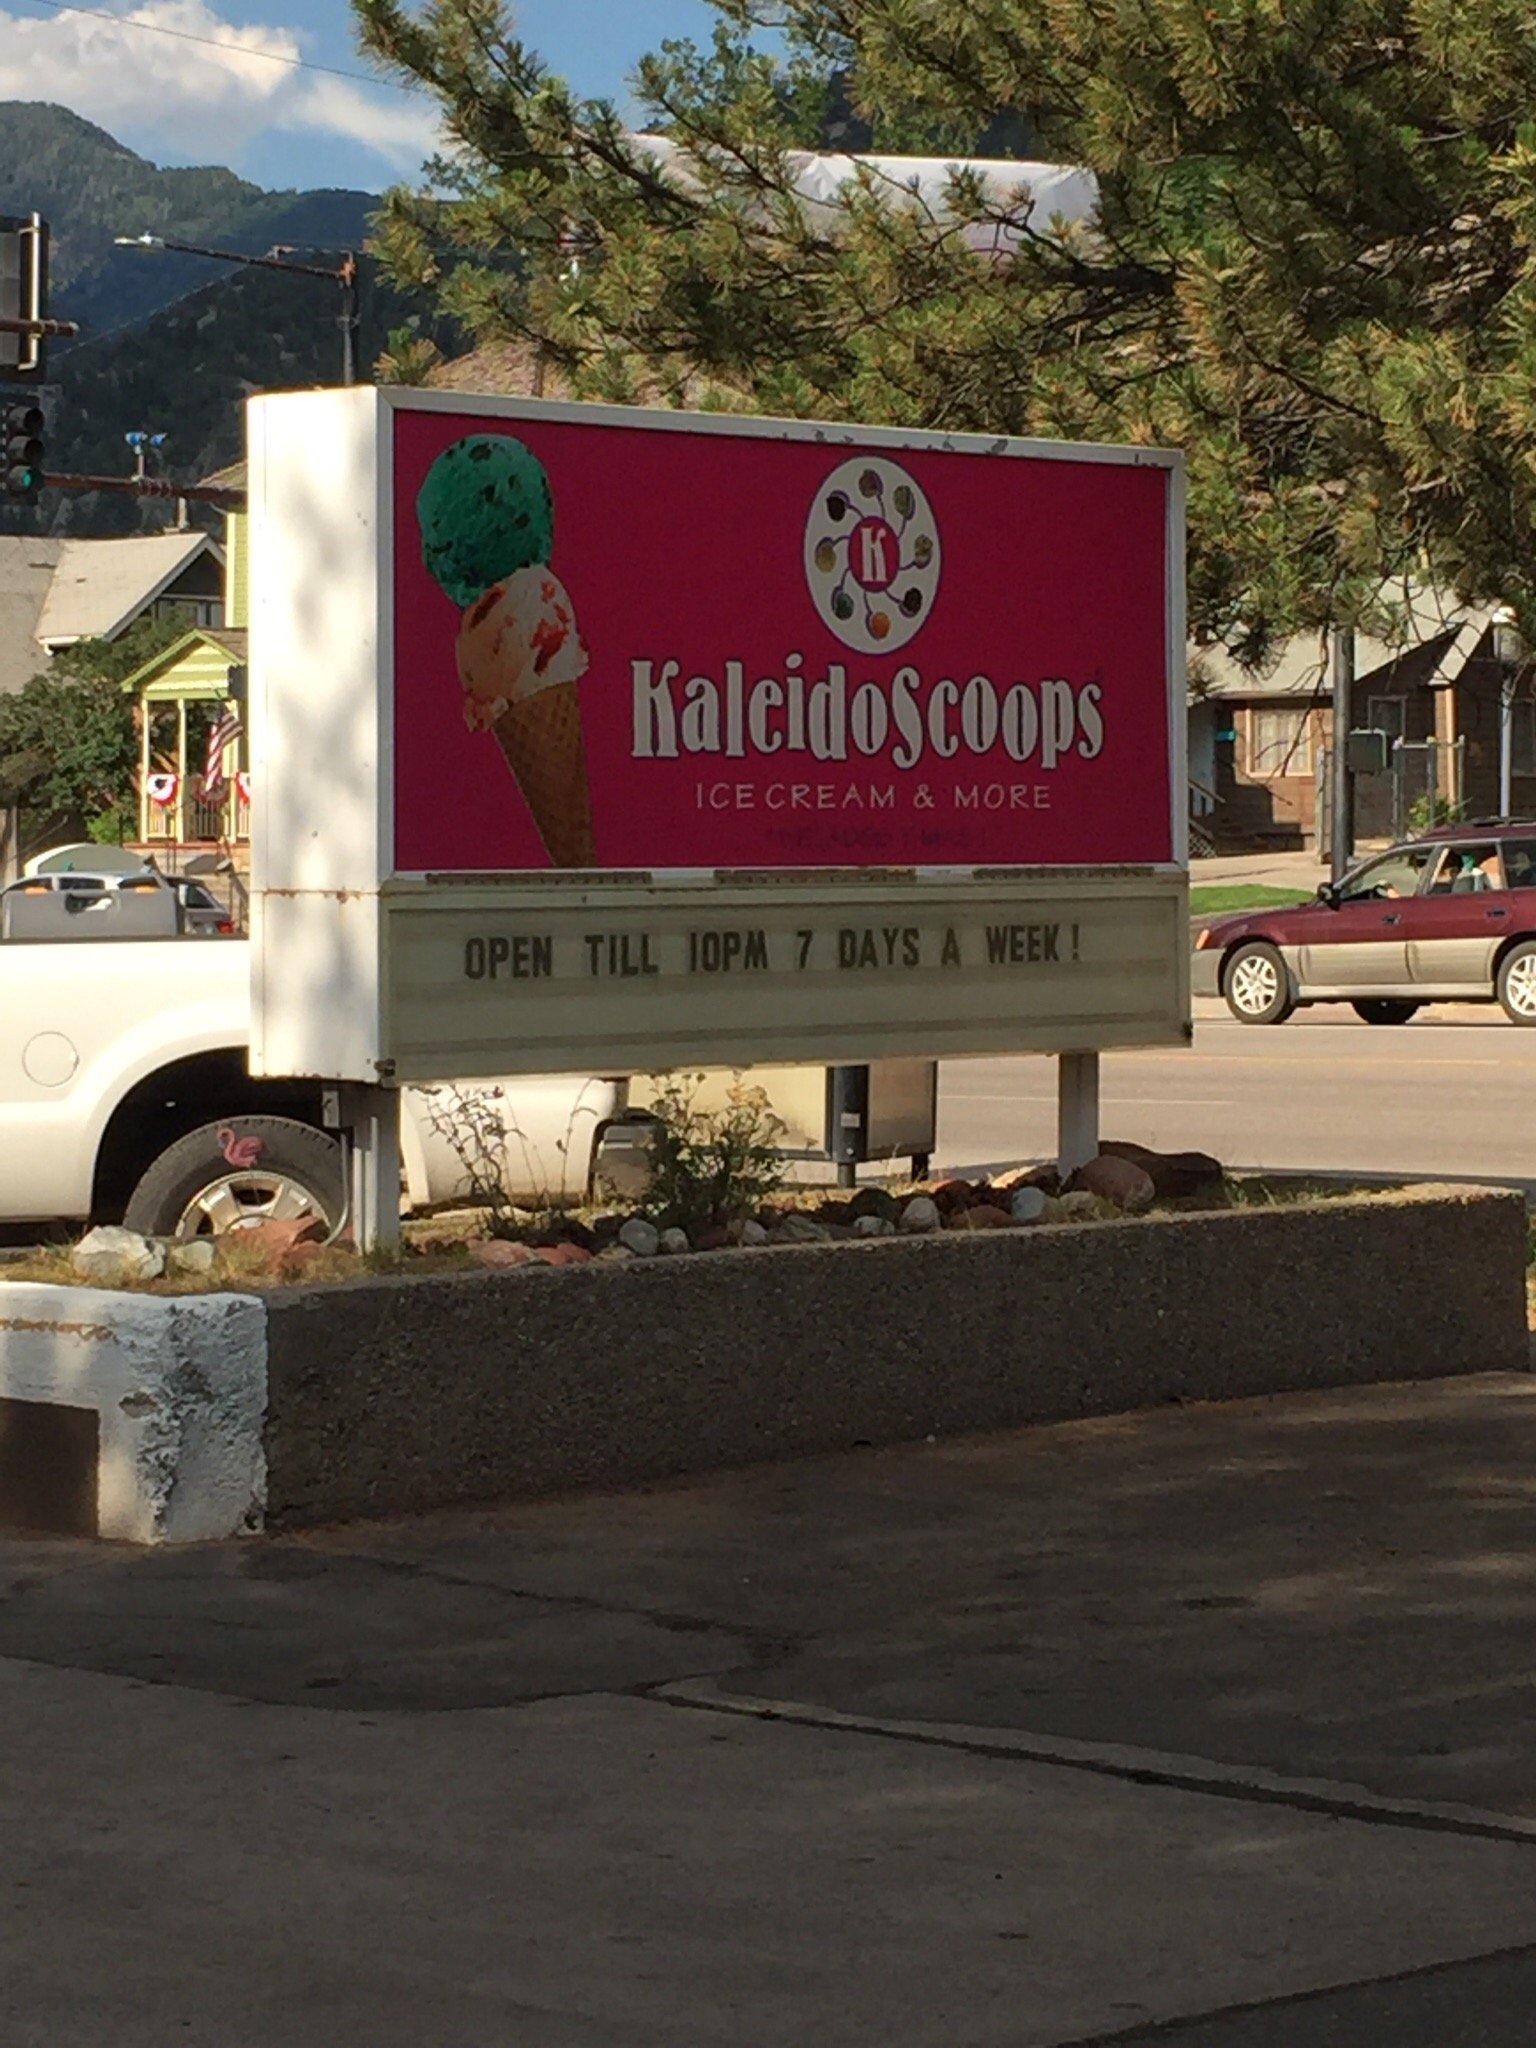 K
KaleidoScoops
ICE CREAM & MORE
OPEN TILL 10PM 7 DAYS A WEEK!